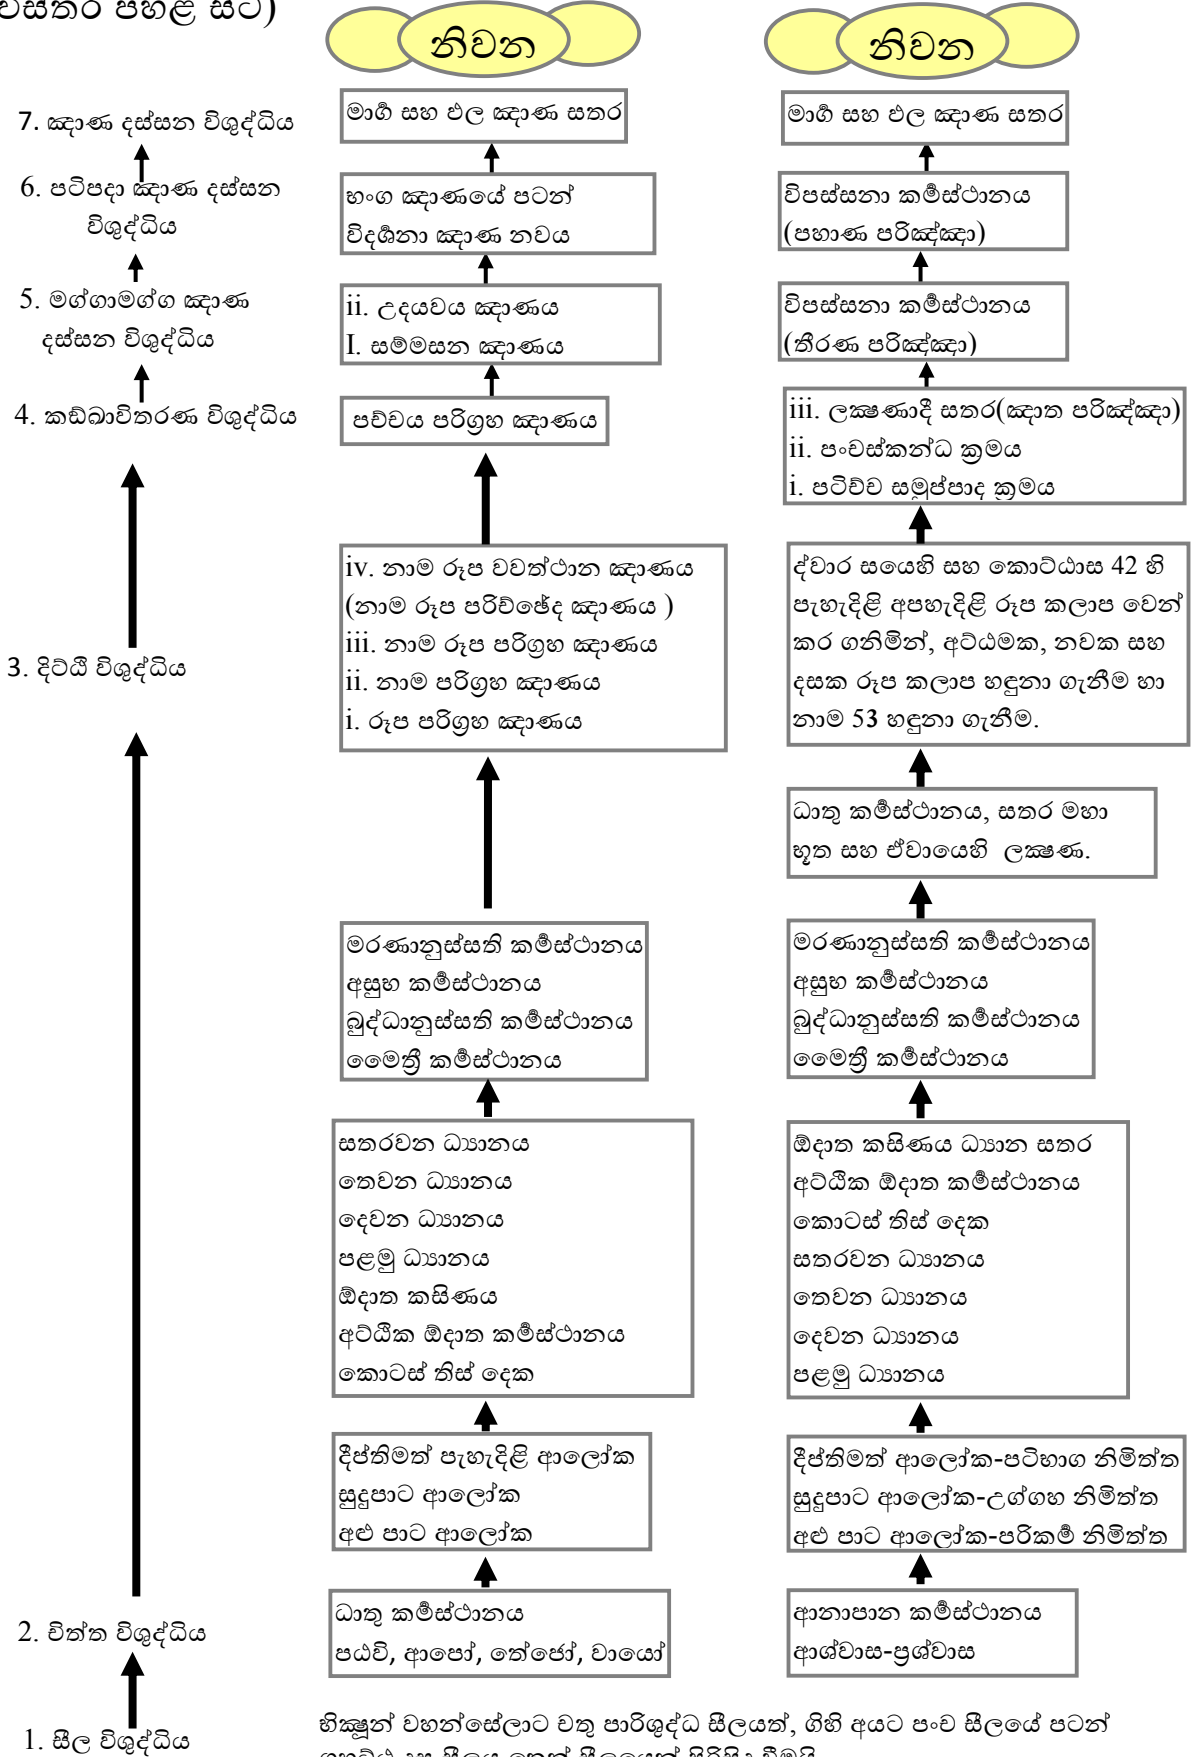 පහළ සිට)
නිවන
නිවන
7. ඤාණ දස්සන විශුද්ධිය
මාර්ග සහ ඵල ඤාණ සතර
මාර්ග සහ ඵල ඤාණ සතර
6. පටිපදා ඤාණ දස්සන
විශුද්ධිය
භංග ඤාණයේ පටන්
විදර්ශනා ඤාණ නවය
විපස්සනා කර්මස්ථානය
(පහාණ පරිඤ්ඤා)
5. මග්ගාමග්ග ඤාණ
දස්සන විශුද්ධිය
ii. උදයවය ඤාණය
I. සම්මසන ඤාණය
විපස්සනා කර්මස්ථානය
(තීරණ පරිඤ්ඤා)
4. කඩ්ඛාවිතරණ විශුද්ධිය
පච්චය පරිග්‍රහ ඤාණය
iii. ලක්‍ෂණාදී සතර(ඤාත පරිඤ්ඤා)
ii. පංචස්කන්ධ ක්‍රමය
i. පටිච්ච සමුප්පාද ක්‍රමය
3. දිට්ඨි විශුද්ධිය
iv. නාම රූප වවත්ථාන ඤාණය
(නාම රූප පරිච්ඡේද ඤාණය )
iii. නාම රූප පරිග්‍රහ ඤාණය
ii. නාම පරිග්‍රහ ඤාණය
i. රූප පරිග්‍රහ ඤාණය
ද්වාර සයෙහි සහ කොට්ඨාස 42 හි
පැහැදිළි අපහැදිළි රූප කලාප වෙන්
කර ගනිමින්, අට්ඨමක, නවක සහ
දසක රූප කලාප හඳුනා ගැනීම හා
නාම 53 හඳුනා ගැනීම.
ධාතු කර්මස්ථානය, සතර මහා
භූත සහ ඒවායෙහි ලක්‍ෂණ.
මරණානුස්සති කර්මස්ථානය
අසුභ කර්මස්ථානය
බුද්ධානුස්සති කර්මස්ථානය
මෛත්‍රී කර්මස්ථානය
මරණානුස්සති කර්මස්ථානය
අසුභ කර්මස්ථානය
බුද්ධානුස්සති කර්මස්ථානය
මෛත්‍රී කර්මස්ථානය
සතරවන ධ්‍යානය
තෙවන ධ්‍යානය
දෙවන ධ්‍යානය
පළමු ධ්‍යානය
ඕදාත කසිණය
අට්ඨික ඕදාත කර්මස්ථානය
කොටස් තිස් දෙක
ඕදාත කසිණය ධ්‍යාන සතර
අට්ඨික ඕදාත කර්මස්ථානය
කොටස් තිස් දෙක
සතරවන ධ්‍යානය
තෙවන ධ්‍යානය
දෙවන ධ්‍යානය
පළමු ධ්‍යානය
දීප්තිමත් පැහැදිළි ආලෝක
සුදුපාට ආලෝක
අළු පාට ආලෝක
දීප්තිමත් ආලෝක-පටිභාග නිමිත්ත
සුදුපාට ආලෝක-උග්ගහ නිමිත්ත
අළු පාට ආලෝක-පරිකර්ම නිමිත්ත
2. චිත්ත විශුද්ධිය
ධාතු කර්මස්ථානය
පඨවි, ආපෝ, තේජෝ, වායෝ
ආනාපාන කර්මස්ථානය
ආශ්වාස-ප්‍රශ්වාස
1. සීල විශුද්ධිය
භික්‍ෂූන් වහන්සේලාට චතු පාරිශුද්ධ සීලයත්, ගිහි අයට පංච සීලයේ පටන්